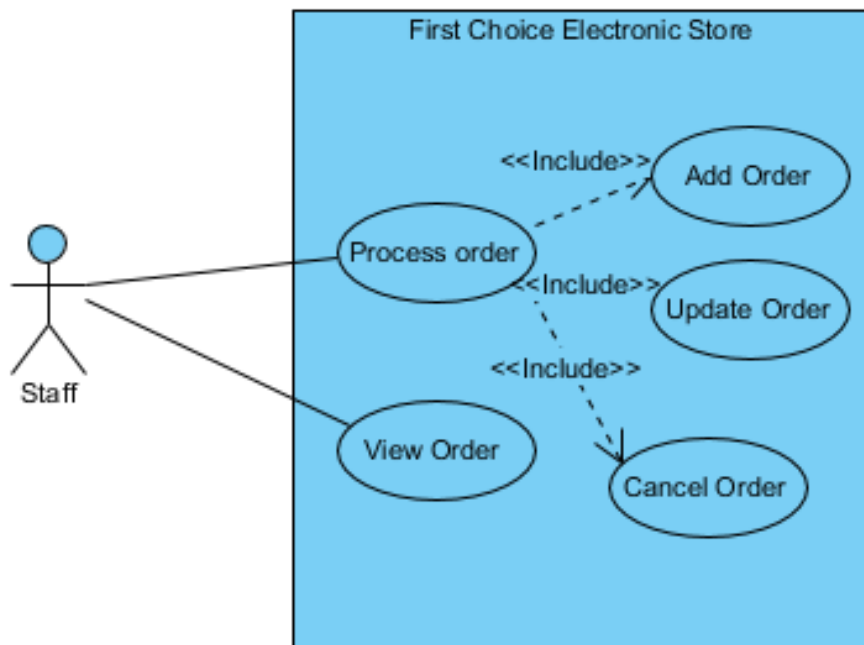 First Choice Electronic Store
<<Include>>
Add Order
Process order
<<Include>>
Update Order
<<Include>>
Staff
View Order
Cancel Order